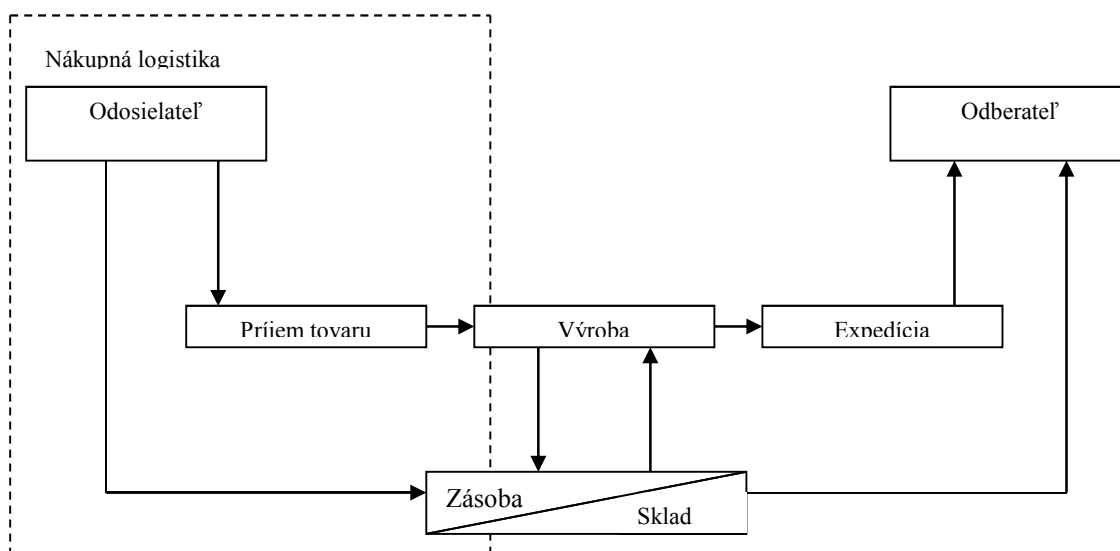 Nákupná logistika
Odosielateľ
Odberateľ
Príjem tovaru
Výroba
Expedícia
Zásoba
Sklad